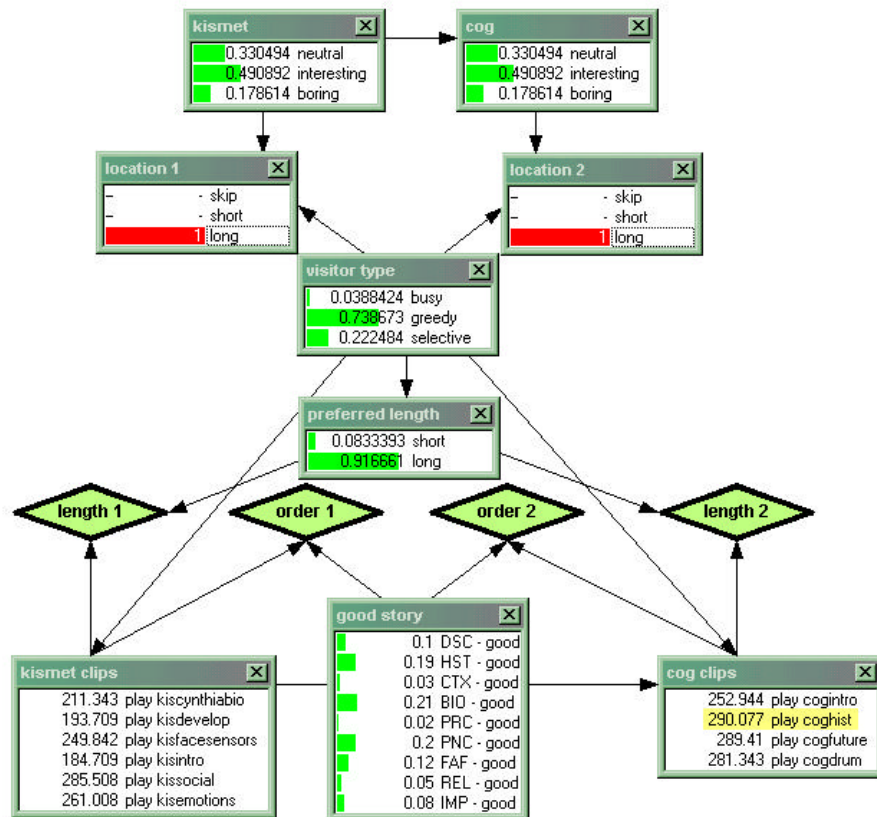 kismet
0.330494 neutral
0.490892 interesting
0.178614 boring
cog
0.330494 neutral
0.490892 interesting
0.178614 boring
location 1
- - skip
- - short
1 long
location 2
- - skip
- - short
1 long
visitor type
0.0388424 busy
0.738673 greedy
0.222484 selective
preferred length
0.0833393 short
0.916661 long
length 1
order 1
order 2
length 2
kismet clips
211.343 play kiscynthiabio
193.709 play kisdevelop
249.842 play kisfacesensors
184.709 play kisintro
285.508 play kissocial
261.008 play kisemotions
good story
0.1 DSC - good
0.19 HST - good
0.03 CTX - good
0.21 BIO - good
0.02 PRC - good
0.2 PNC - good
0.12 FAF - good
0.05 REL - good
0.08 IMP - good
cog clips
252.944 play cogintro
290.077 play coghist
289.41 play cogfuture
281.343 play cogdrum